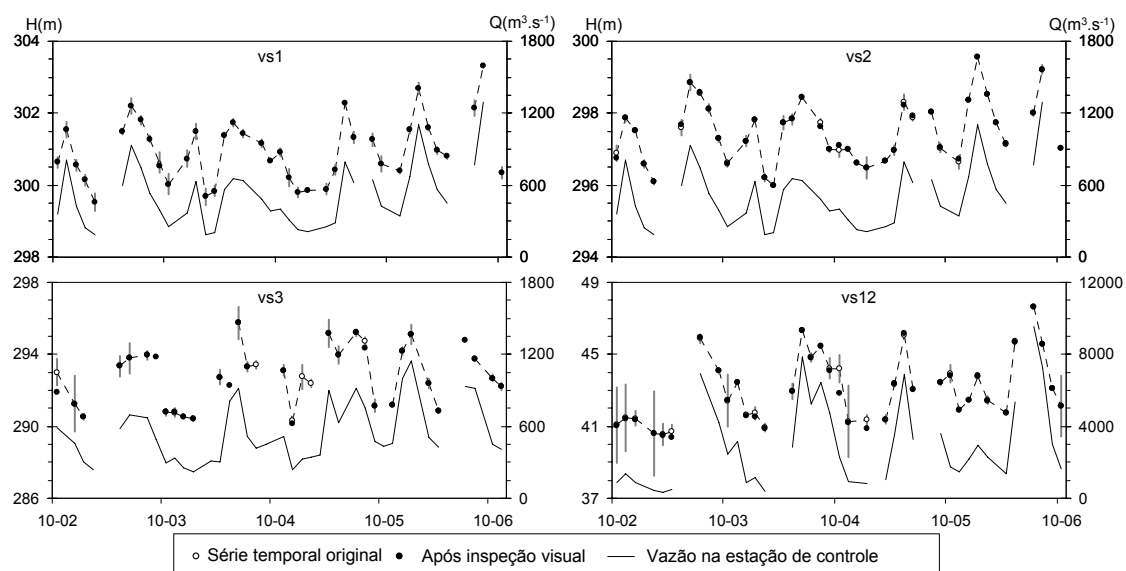 H(m) Q(m³.s⁻¹) H(m) Q(m³.s⁻¹)
304 1800 300 1800
vs1 vs2
302 1200 298 1200
300 600 296 600
298 0 294 0
298 1800 49 12000
vs3 vs12
294 1200 45 8000
290 600 41 4000
286 0 37 0
10-02 10-03 10-04 10-05 10-06 10-02 10-03 10-04 10-05 10-06
Série temporal original Após inspeção visual Vazão na estação de controle